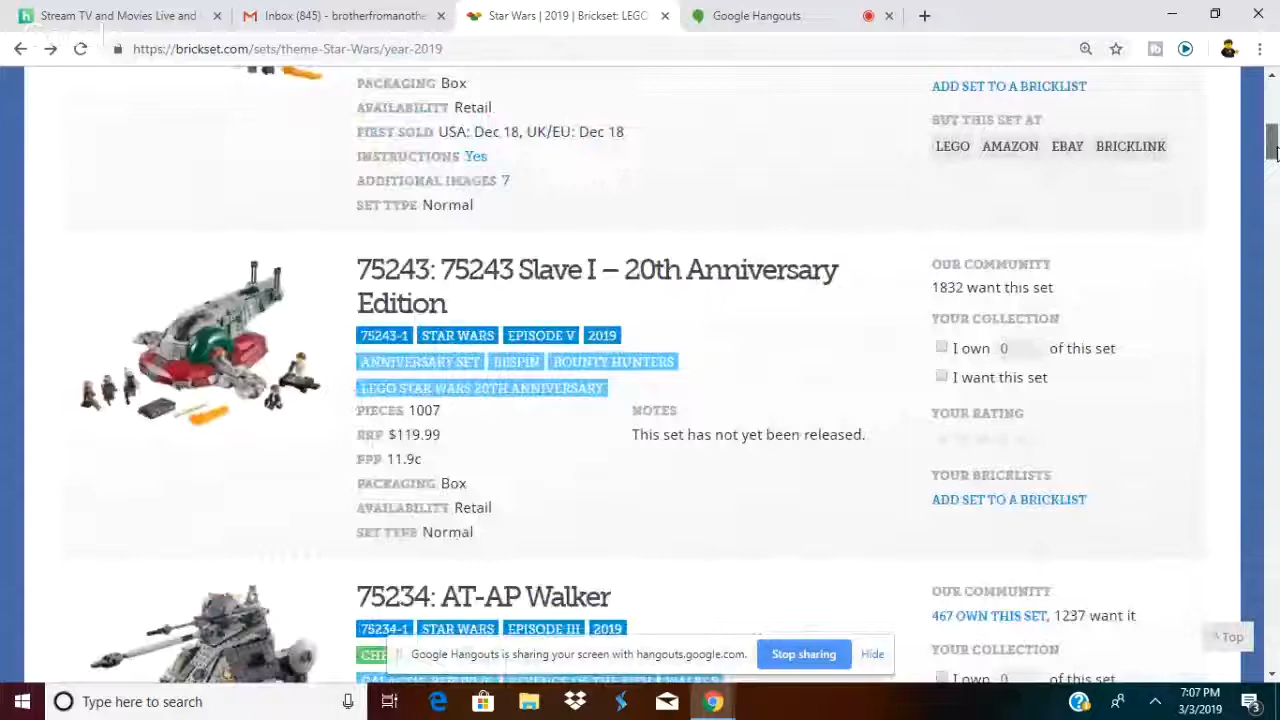 Stream TV and Movies Live and
Inbox (845) - brotherfromanothe
Star Wars | 2019 | Brickset: LEGO
Google Hangouts
https://brickset.com/sets/theme-Star-Wars/year-2019
PACKAGING Box
AVAILABILITY Retail
FIRST SOLD USA: Dec 18, UK/EU: Dec 18
INSTRUCTIONS Yes
ADDITIONAL IMAGES 7
SET TYPE Normal
ADD SET TO A BRICKLIST
BUY THIS SET AT
LEGO AMAZON EBAY BRICKLINK
75243: 75243 Slave I – 20th Anniversary
Edition
75243-1 STAR WARS EPISODE V 2019
ANNIVERSARY SET BESPIN BOUNTY HUNTERS
LEGO STAR WARS 20TH ANNIVERSARY
PIECES 1007
RRP $119.99
PPP 11.9c
PACKAGING Box
AVAILABILITY Retail
SET TYPE Normal
NOTES
This set has not yet been released.
OUR COMMUNITY
1832 want this set
YOUR COLLECTION
I own 0 of this set
I want this set
YOUR RATING
YOUR BRICKLISTS
ADD SET TO A BRICKLIST
75234: AT-AP Walker
75234-1 STAR WARS EPISODE III 2019
OUR COMMUNITY
467 OWN THIS SET, 1237 want it
YOUR COLLECTION
I own 0 of this set
^ Top
Google Hangouts is sharing your screen with hangouts.google.com.
Stop sharing
Hide
Type here to search
7:07 PM
3/3/2019
3